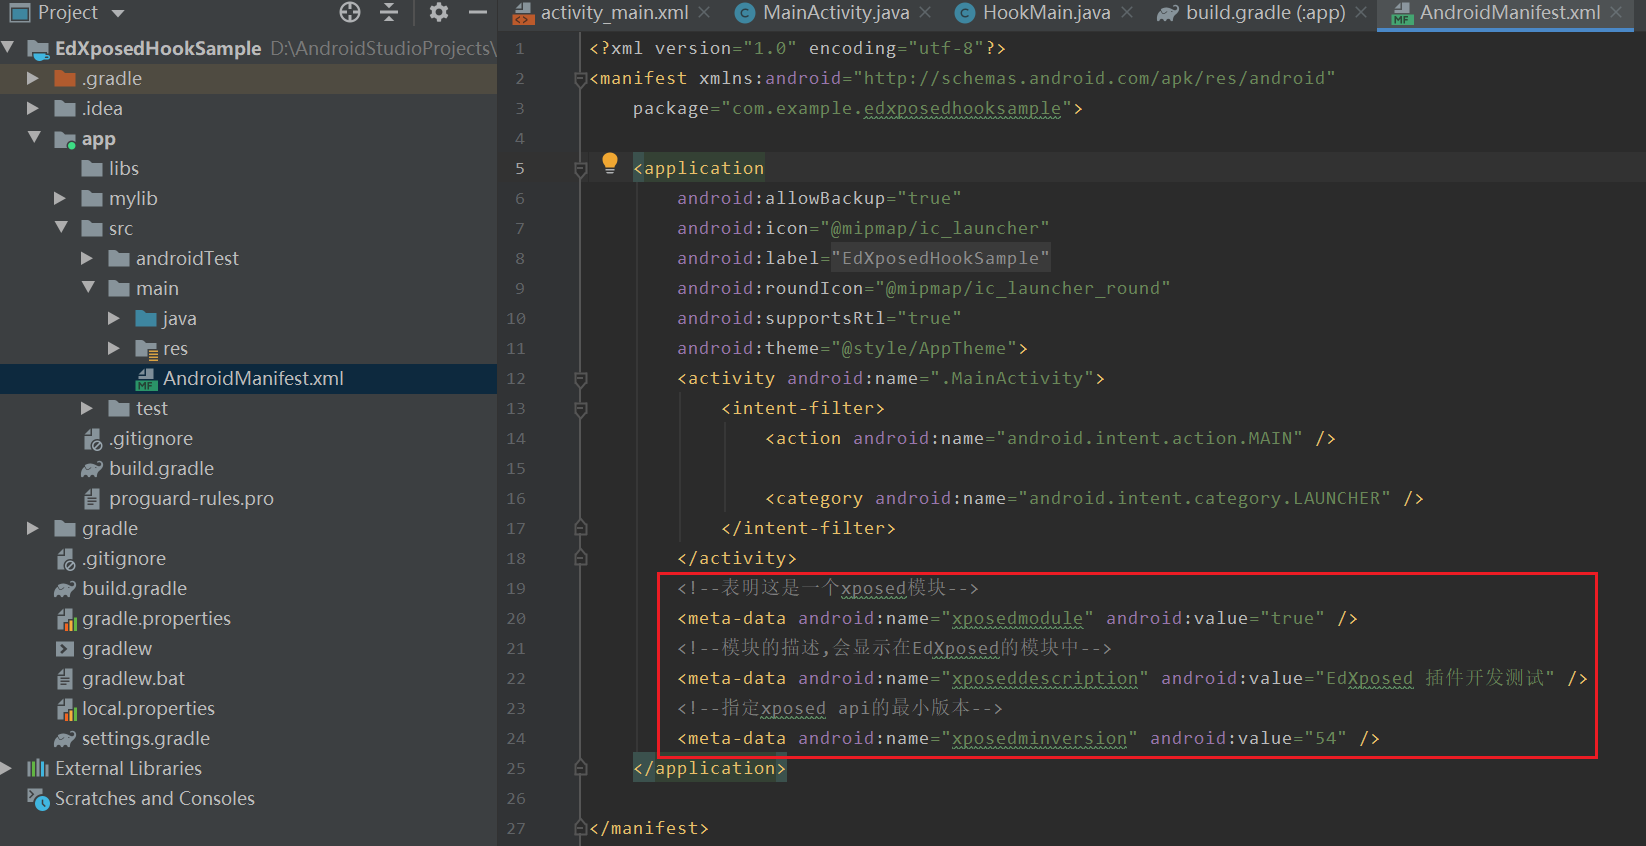 Project
EdXposedHookSample D:\AndroidStudioProjects\
.gradle
.idea
app
libs
mylib
src
androidTest
main
java
res
AndroidManifest.xml
test
.gitignore
build.gradle
proguard-rules.pro
gradle
.gitignore
build.gradle
gradle.properties
gradlew
gradlew.bat
local.properties
settings.gradle
External Libraries
Scratches and Consoles
activity_main.xml MainActivity.java HookMain.java build.gradle (:app) AndroidManifest.xml
1 <?xml version="1.0" encoding="utf-8"?>
2 <manifest xmlns:android="http://schemas.android.com/apk/res/android"
3 package="com.example.edxposedhooksample">
4
5 <application
6 android:allowBackup="true"
7 android:icon="@mipmap/ic_launcher"
8 android:label="EdXposedHookSample"
9 android:roundIcon="@mipmap/ic_launcher_round"
10 android:supportsRtl="true"
11 android:theme="@style/AppTheme">
12 <activity android:name=".MainActivity">
13 <intent-filter>
14 <action android:name="android.intent.action.MAIN" />
15
16 <category android:name="android.intent.category.LAUNCHER" />
17 </intent-filter>
18 </activity>
19 <!--表明这是一个xposed模块-->
20 <meta-data android:name="xposedmodule" android:value="true" />
21 <!--模块的描述,会显示在EdXposed的模块中-->
22 <meta-data android:name="xposeddescription" android:value="EdXposed 插件开发测试" />
23 <!--指定xposed api的最小版本-->
24 <meta-data android:name="xposedminversion" android:value="54" />
25 </application>
26
27 </manifest>